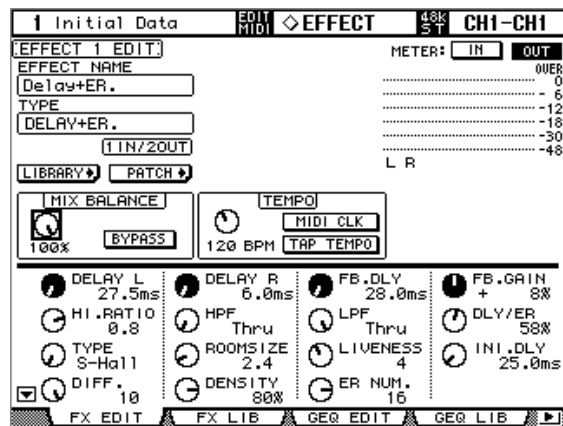 1 Initial Data EDIT MIDI EFFECT 48K ST CH1-CH1
EFFECT 1 EDIT METER: IN OUT
EFFECT NAME OVER
Delay+ER. 0
TYPE - 6
DELAY+ER. -12
-18
1 IN/2OUT -30
-48
L R
LIBRARY PATCH
MIX BALANCE TEMPO
MIDI CLK
100% BYPASS 120 BPM TAP TEMPO
DELAY L DELAY R FB.DLY FB.GAIN
27.5ms 6.0ms 28.0ms + 8%
HI.RATIO HPF LPF DLY/ER
0.8 Thru Thru 58%
TYPE ROOMSIZE LIVENESS INI.DLY
S-Hall 2.4 4 25.0ms
DIFF. DENSITY ER NUM.
10 80% 16
FX EDIT FX LIB GEQ EDIT GEQ LIB